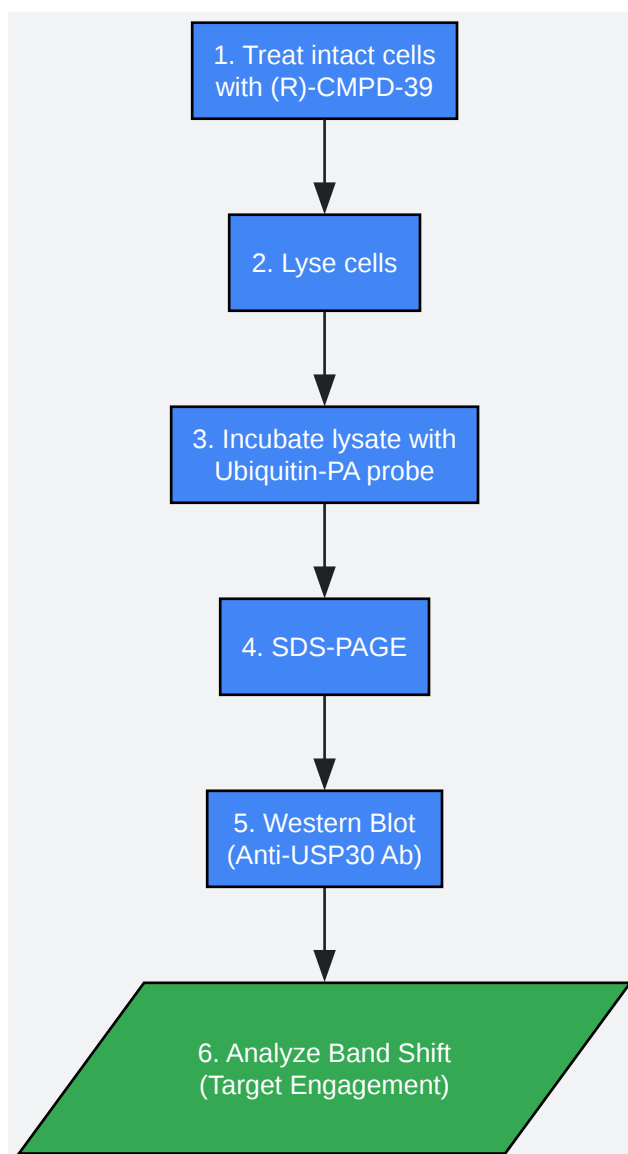 1. Treat intact cells
with (R)-CMPD-39
2. Lyse cells
3. Incubate lysate with
Ubiquitin-PA probe
4. SDS-PAGE
5. Western Blot
(Anti-USP30 Ab)
6. Analyze Band Shift
(Target Engagement)